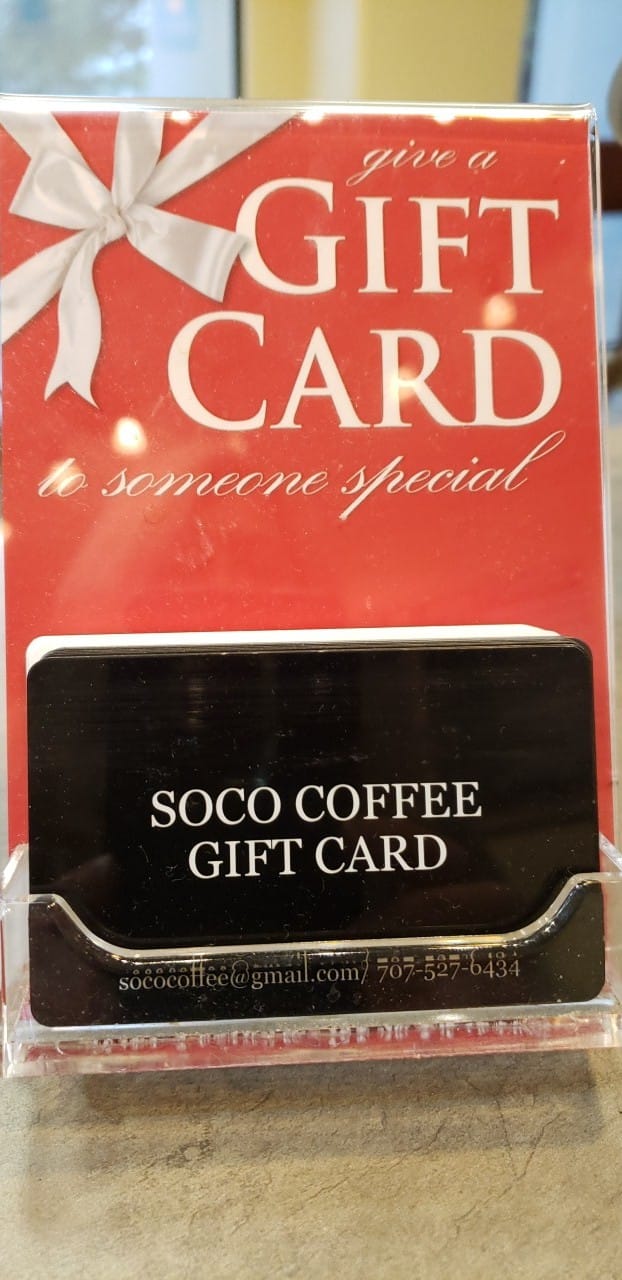 give a
GIFT
CARD
to someone special
SOCO COFFEE
GIFT CARD
sococoffee@gmail.com/ 707-527-6434